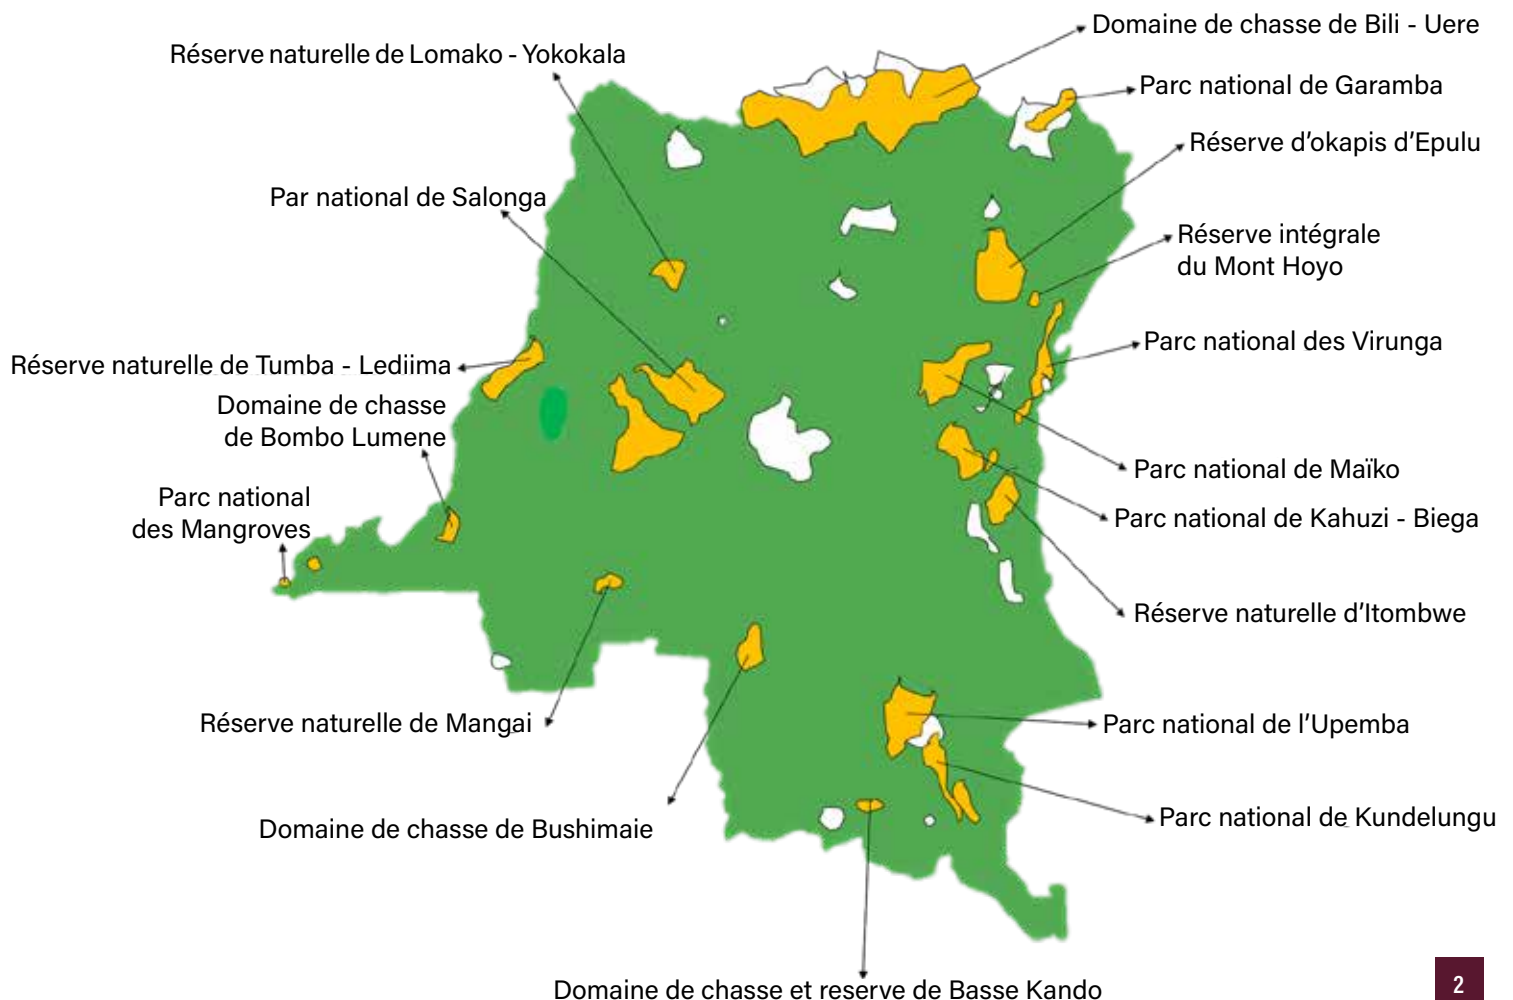 Domaine de chasse de Bili - Uere
Réserve naturelle de Lomako - Yokokala
Parc national de Garamba
Réserve d'okapis d'Epulu
Par national de Salonga
Réserve intégrale
du Mont Hoyo
Parc national des Virunga
Réserve naturelle de Tumba - Lediima
Domaine de chasse
de Bombo Lumene
Parc national de Maïko
Parc national
des Mangroves
Parc national de Kahuzi - Biega
Réserve naturelle d'Itombwe
Réserve naturelle de Mangai
Parc national de l'Upemba
Parc national de Kundelungu
Domaine de chasse de Bushimaie
Domaine de chasse et reserve de Basse Kando
2